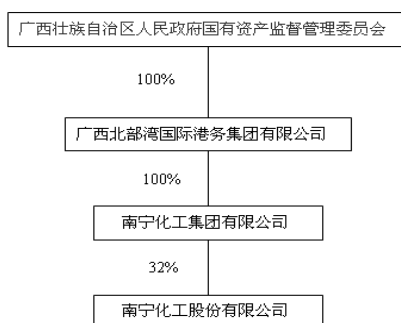 广西壮族自治区人民政府国有资产监督管理委员会
100%
广西北部湾国际港务集团有限公司
100%
南宁化工集团有限公司
32%
南宁化工股份有限公司